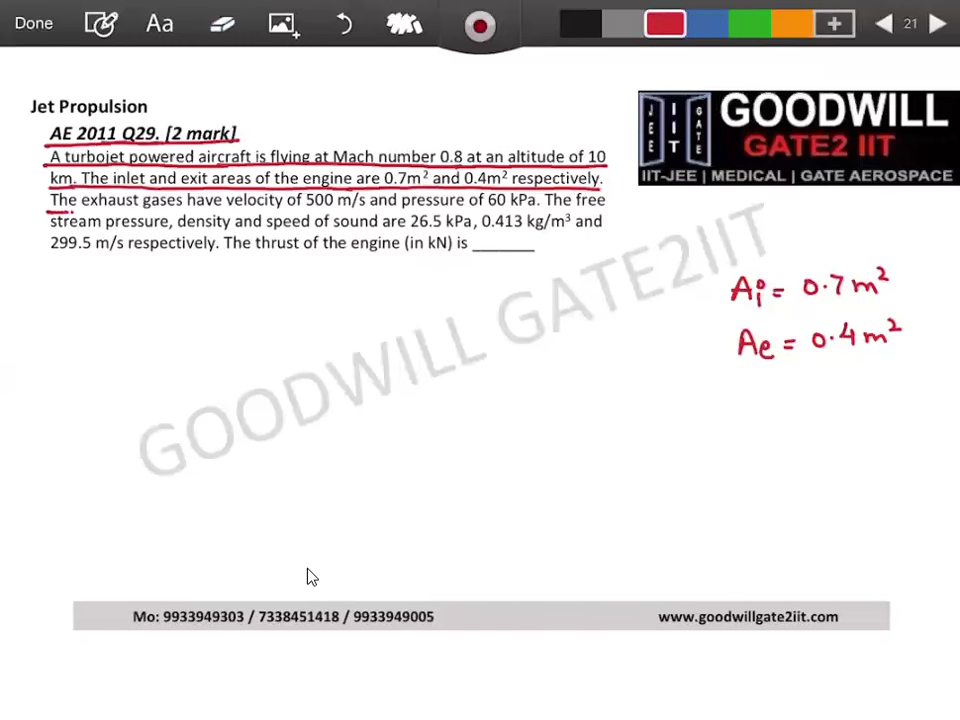 Done Aa 21
Jet Propulsion
AE 2011 Q29. [2 mark]
A turbojet powered aircraft is flying at Mach number 0.8 at an altitude of 10
km. The inlet and exit areas of the engine are 0.7m² and 0.4m² respectively.
The exhaust gases have velocity of 500 m/s and pressure of 60 kPa. The free
stream pressure, density and speed of sound are 26.5 kPa, 0.413 kg/m³ and
299.5 m/s respectively. The thrust of the engine (in kN) is ________
JEE IIT GATE
GOODWILL
GATE2 IIT
IIT-JEE | MEDICAL | GATE AEROSPACE
Ai = 0.7 m²
Ae = 0.4 m²
GOODWILL GATE2IIT
Mo: 9933949303 / 7338451418 / 9933949005 www.goodwillgate2iit.com